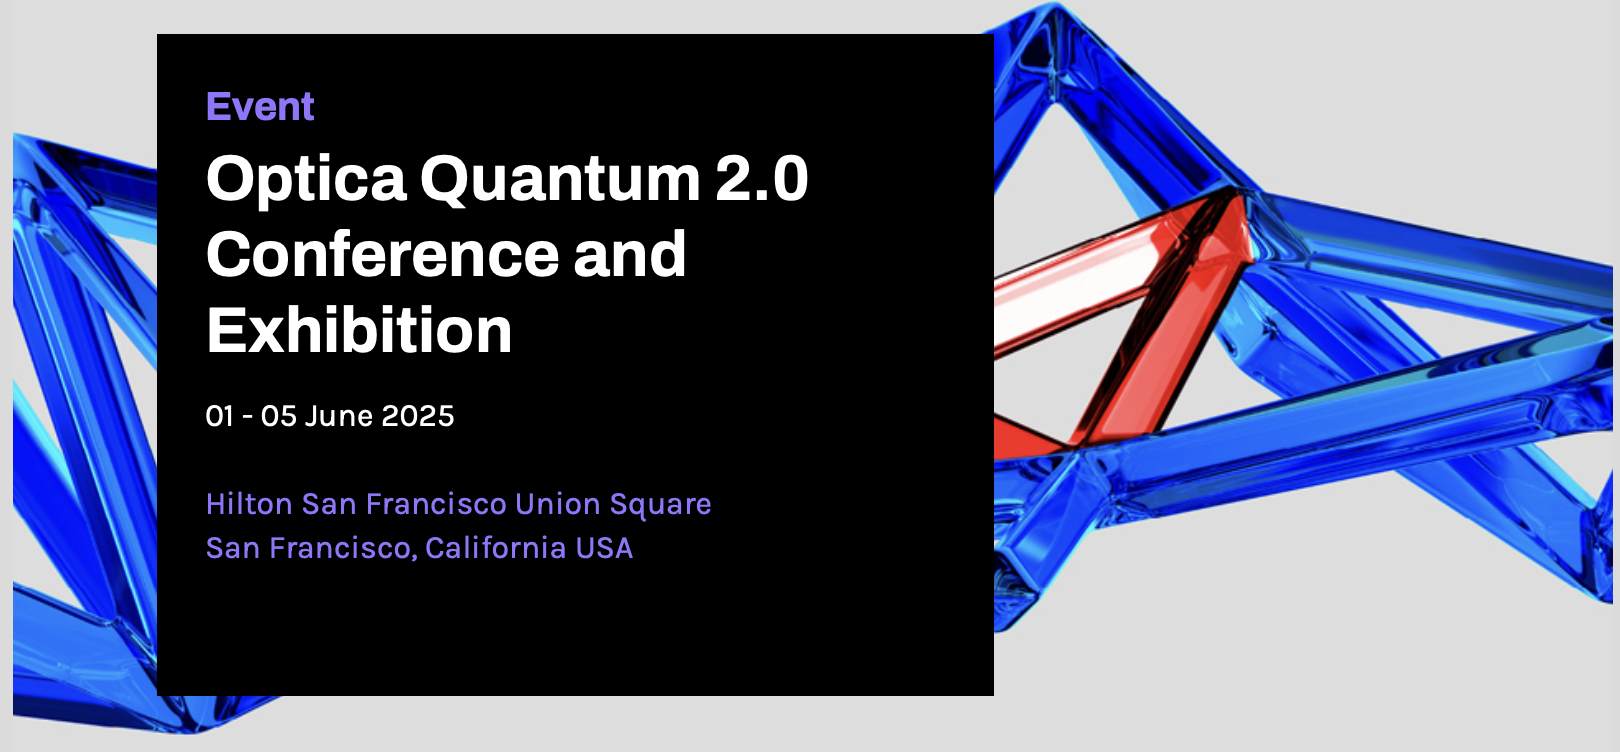 Event
Optica Quantum 2.0
Conference and
Exhibition
01 - 05 June 2025
Hilton San Francisco Union Square
San Francisco, California USA